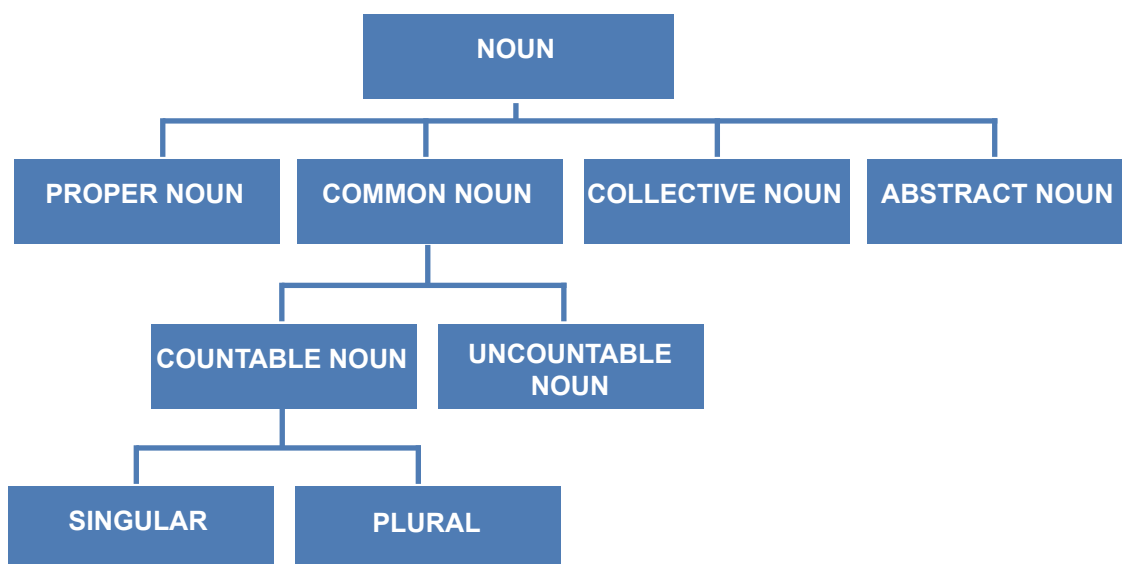 NOUN
PROPER NOUN
COMMON NOUN
COLLECTIVE NOUN
ABSTRACT NOUN
COUNTABLE NOUN
UNCOUNTABLE
NOUN
SINGULAR
PLURAL